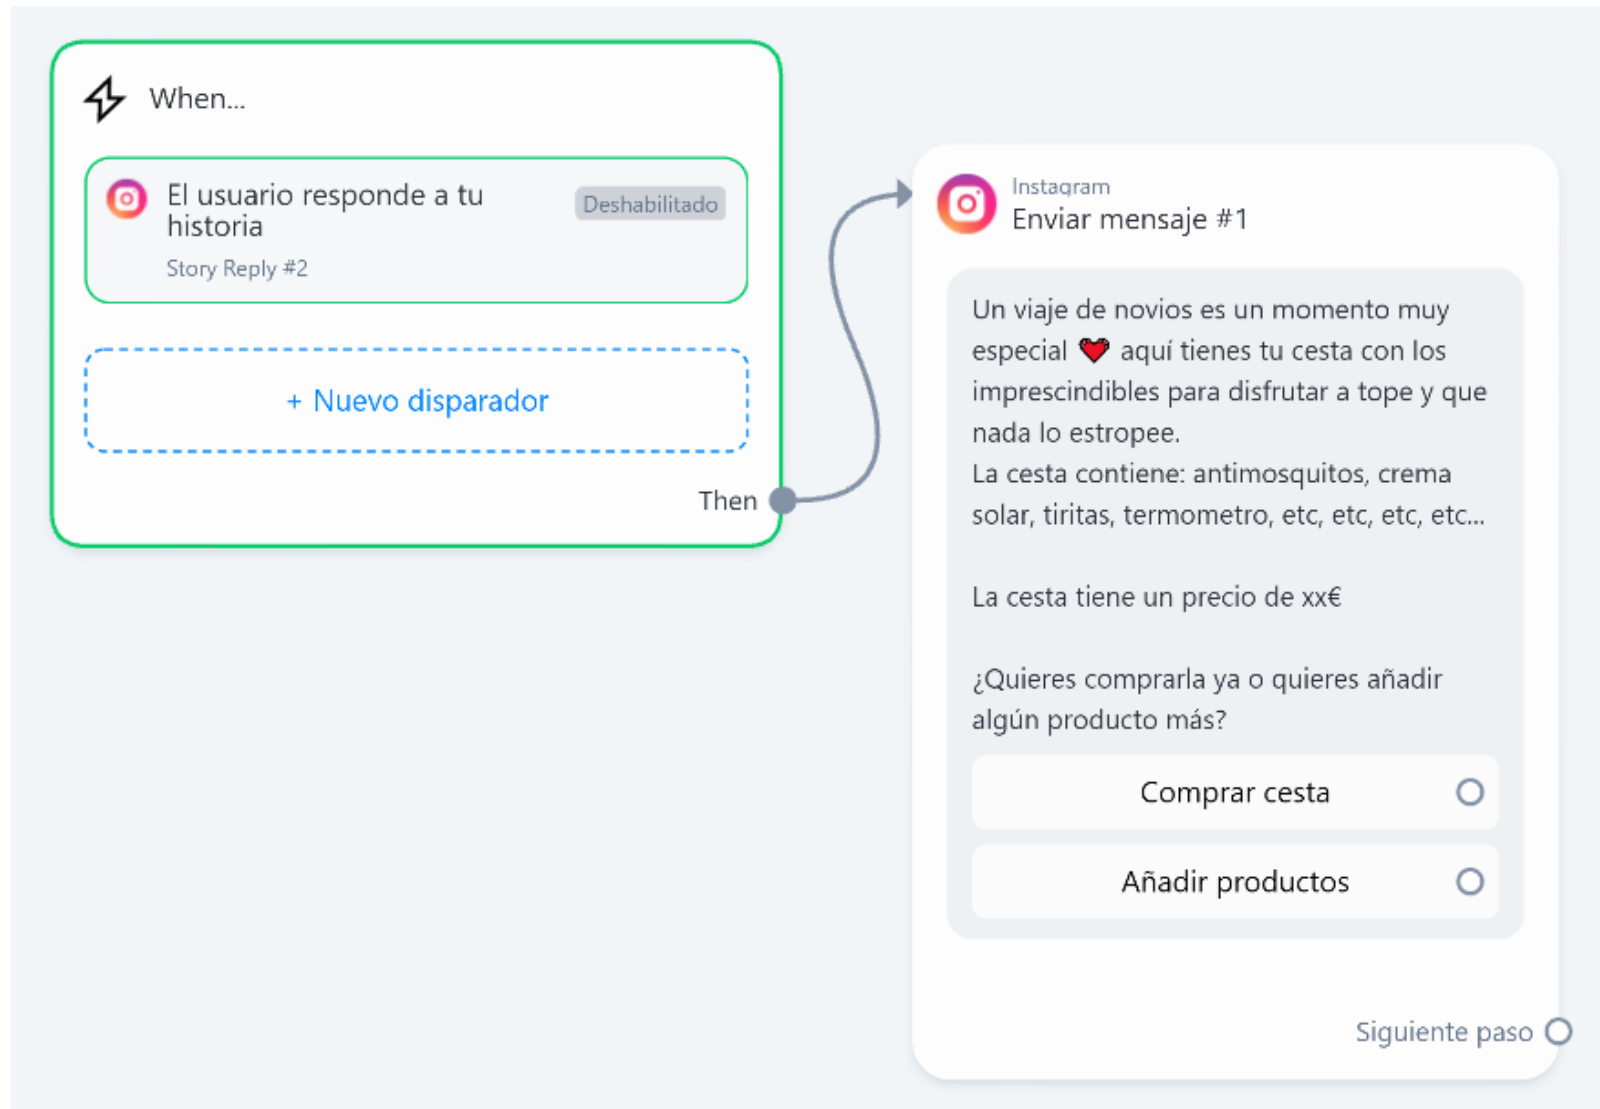 When...
El usuario responde a tu
historia
Deshabilitado
Story Reply #2
+ Nuevo disparador
Then
Instagram
Enviar mensaje #1
Un viaje de novios es un momento muy
especial ❤️ aquí tienes tu cesta con los
imprescindibles para disfrutar a tope y que
nada lo estropee.
La cesta contiene: antimosquitos, crema
solar, tiritas, termometro, etc, etc, etc, etc...
La cesta tiene un precio de xx€
¿Quieres comprarla ya o quieres añadir
algún producto más?
Comprar cesta
Añadir productos
Siguiente paso